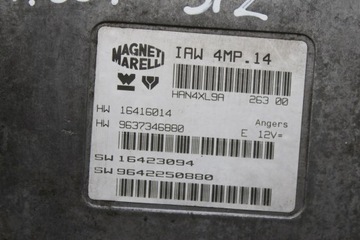 MAGNETI
MARELLI
IAW 4MP.14
HAN4XL9A 263 00
HW 16416014
Angers
HW 9637346880
E 12V=
SW 16423094
SW 9642250880